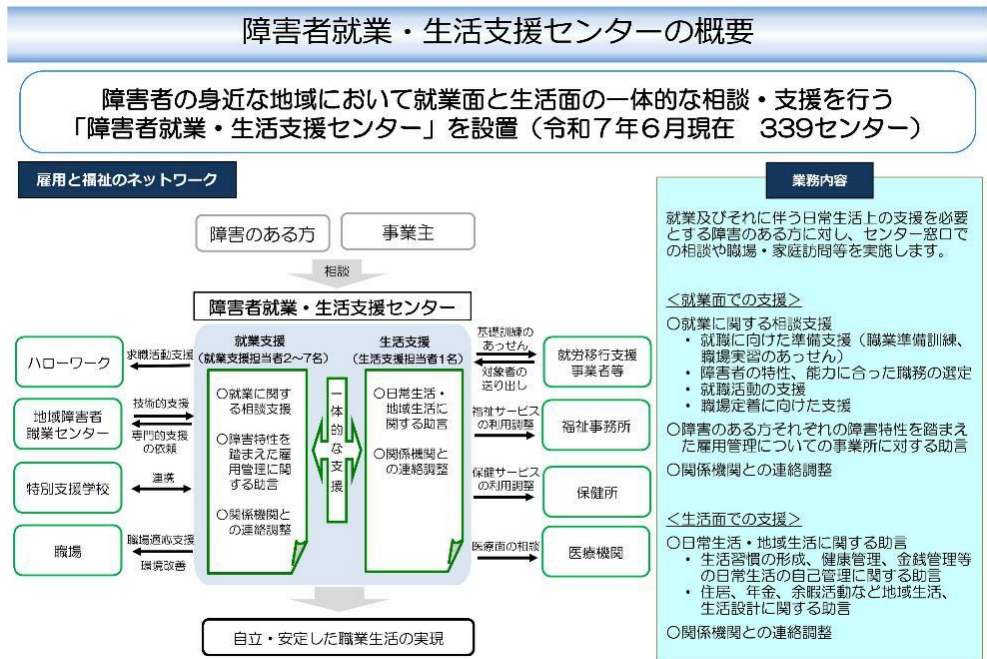 障害者就業・生活支援センターの概要
障害者の身近な地域において就業面と生活面の一体的な相談・支援を行う
「障害者就業・生活支援センター」を設置（令和７年６月現在　339センター）
雇用と福祉のネットワーク
障害のある方
事業主
相談
障害者就業・生活支援センター
就業支援
（就業支援担当者2～7名）
生活支援
（生活支援担当者1名）
○就業に関す
る相談支援
○障害特性を
踏まえた雇
用管理に関
する助言
○関係機関と
の連絡調整
一体的な支援
○日常生活・
地域生活に
関する助言
○関係機関と
の連絡調整
ハローワーク
求職活動支援
地域障害者
職業センター
技術的支援
専門的支援
の依頼
特別支援学校
連携
職場
職場適応支援
環境改善
基礎訓練の
あっせん
対象者の
送り出し
就労移行支援
事業者等
福祉サービス
の利用調整
福祉事務所
保健サービス
の利用調整
保健所
医療面の相談
医療機関
自立・安定した職業生活の実現
業務内容
就業及びそれに伴う日常生活上の支援を必要
とする障害のある方に対し、センター窓口で
の相談や職場・家庭訪問等を実施します。
＜就業面での支援＞
○就業に関する相談支援
・ 就職に向けた準備支援（職業準備訓練、
職場実習のあっせん）
・ 障害者の特性、能力に合った職務の選定
・ 就職活動の支援
・ 職場定着に向けた支援
○障害のある方それぞれの障害特性を踏まえ
た雇用管理についての事業所に対する助言
○関係機関との連絡調整
＜生活面での支援＞
○日常生活・地域生活に関する助言
・ 生活習慣の形成、健康管理、金銭管理等
の日常生活の自己管理に関する助言
・ 住居、年金、余暇活動など地域生活、
生活設計に関する助言
○関係機関との連絡調整